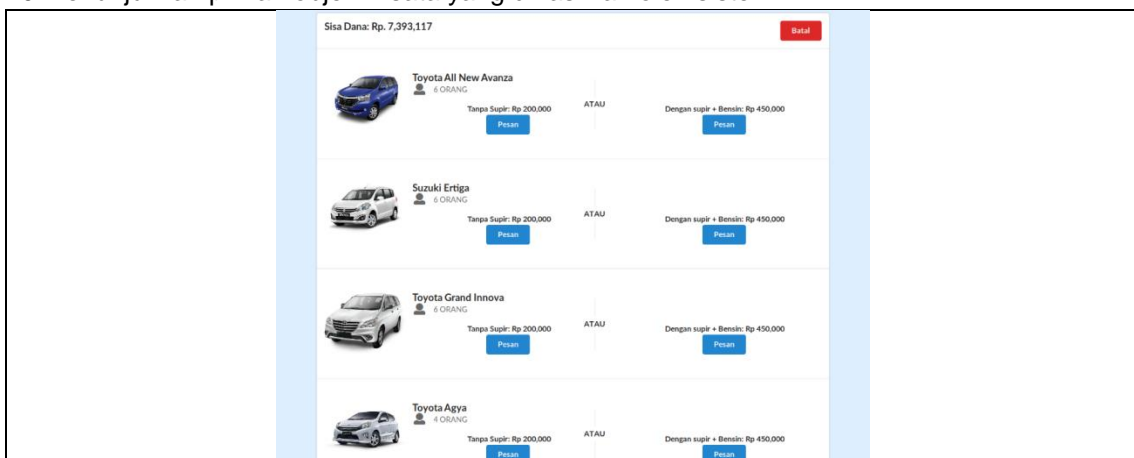 Sisa Dana: Rp. 7,393,117
Batal
Toyota All New Avanza
6 ORANG
Tanpa Supir: Rp 200,000 ATAU Dengan supir + Bensin: Rp 450,000
Pesan Pesan
Suzuki Ertiga
6 ORANG
Tanpa Supir: Rp 200,000 ATAU Dengan supir + Bensin: Rp 450,000
Pesan Pesan
Toyota Grand Innova
6 ORANG
Tanpa Supir: Rp 200,000 ATAU Dengan supir + Bensin: Rp 450,000
Pesan Pesan
Toyota Agya
4 ORANG
Tanpa Supir: Rp 200,000 ATAU Dengan supir + Bensin: Rp 450,000
Pesan Pesan